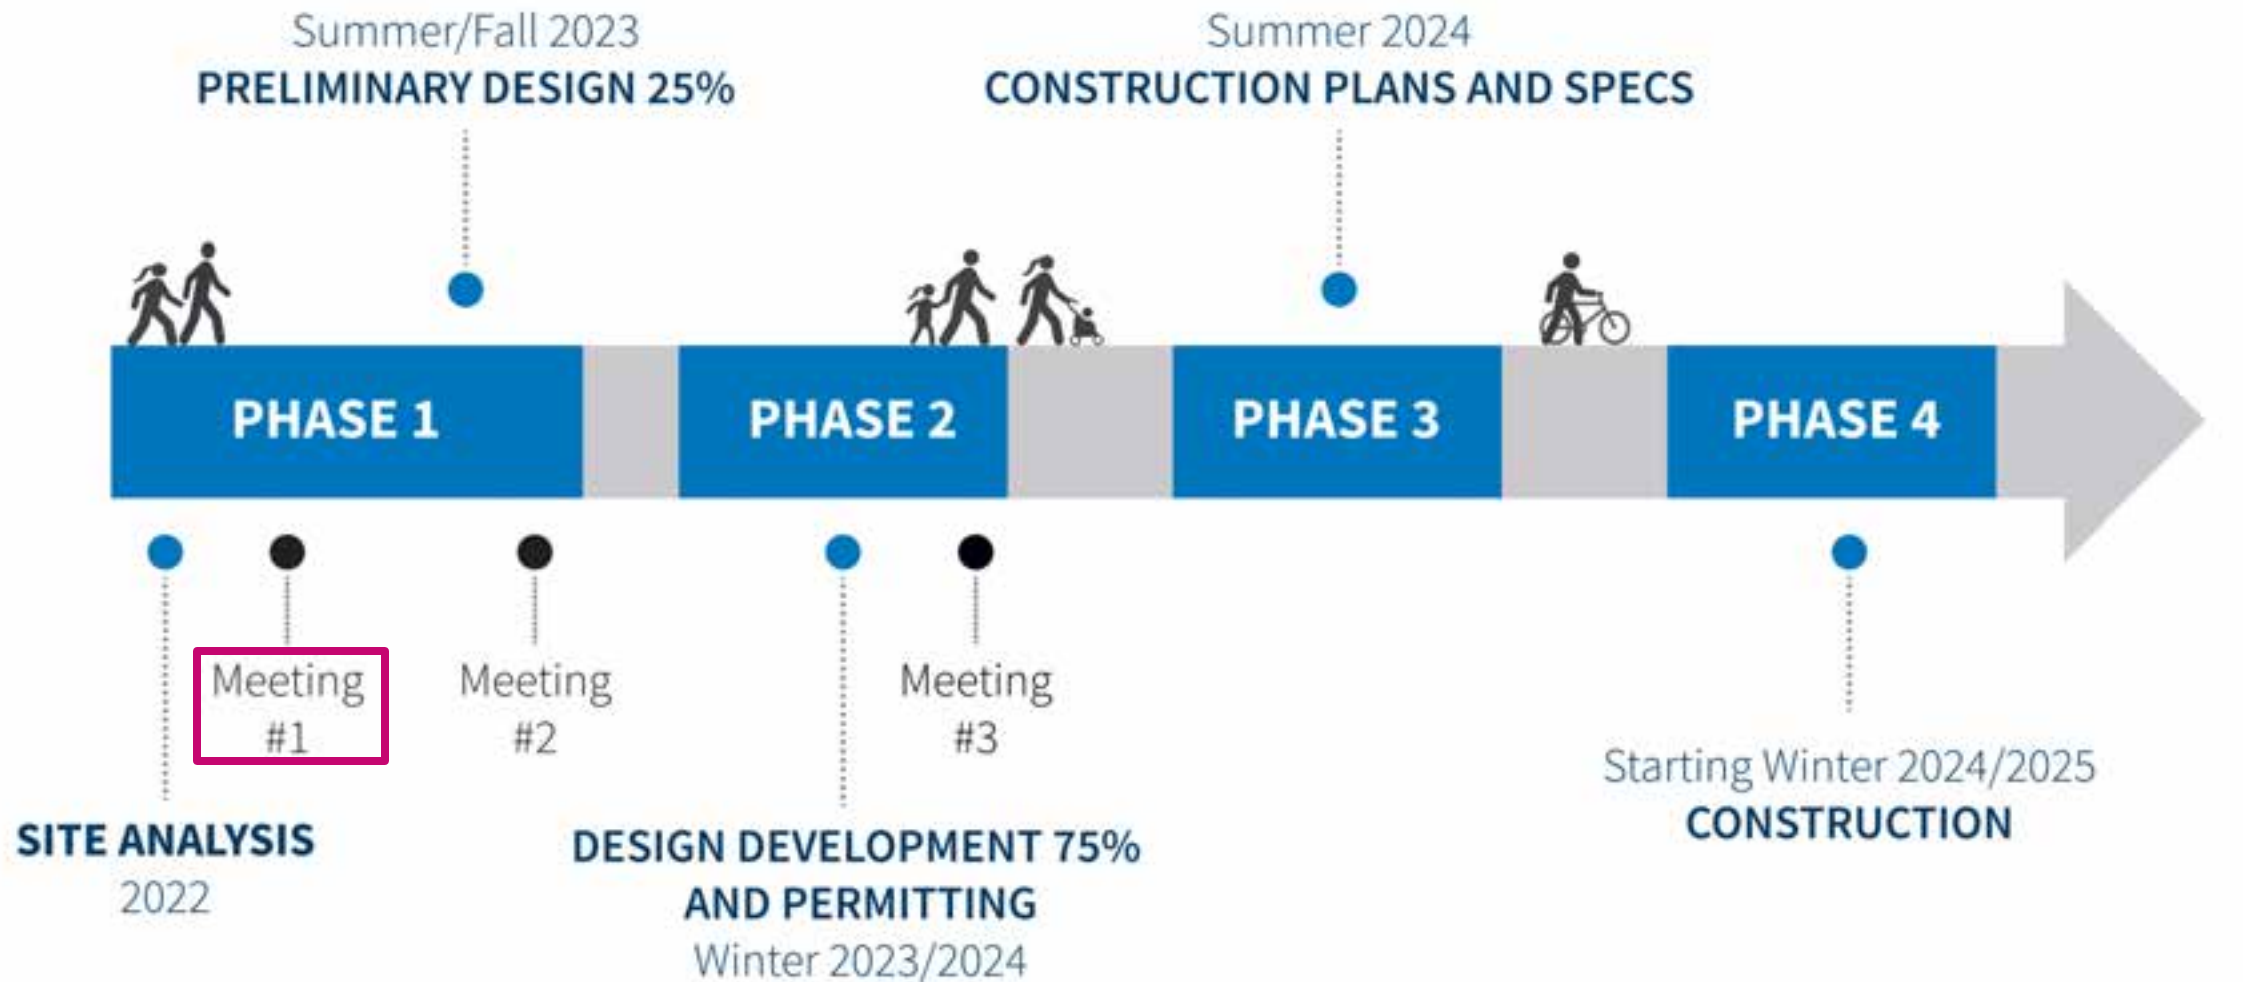 Summer/Fall 2023
PRELIMINARY DESIGN 25%
Summer 2024
CONSTRUCTION PLANS AND SPECS
PHASE 1
PHASE 2
PHASE 3
PHASE 4
Meeting
#1
Meeting
#2
Meeting
#3
SITE ANALYSIS
2022
DESIGN DEVELOPMENT 75%
AND PERMITTING
Winter 2023/2024
Starting Winter 2024/2025
CONSTRUCTION